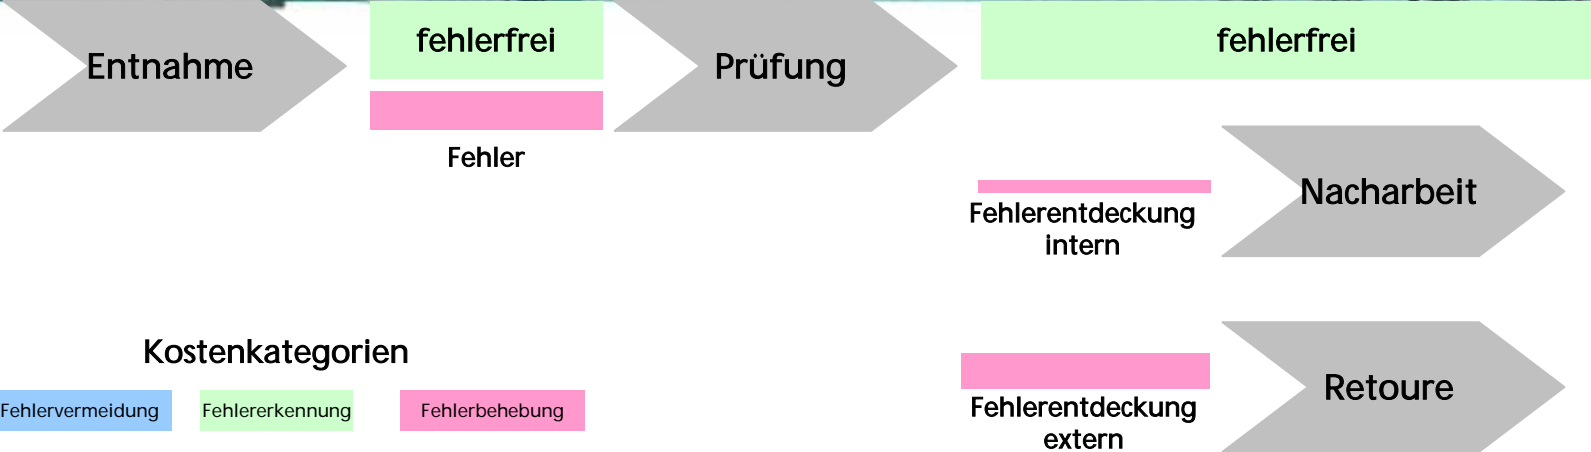 Entnahme
fehlerfrei
Fehler
Prüfung
fehlerfrei
Fehlerentdeckung
intern
Nacharbeit
Fehlerentdeckung
extern
Retoure
Kostenkategorien
Fehlervermeidung
Fehlererkennung
Fehlerbehebung